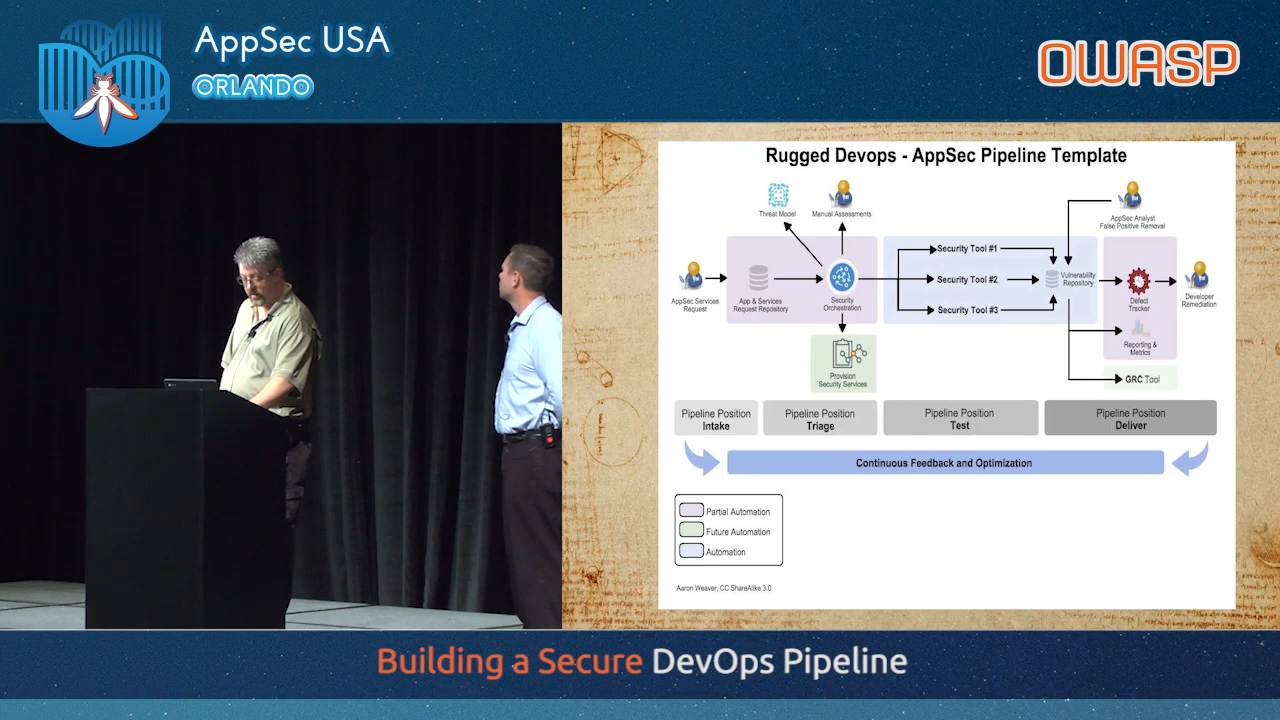 AppSec USA
ORLANDO
OWASP
Rugged Devops - AppSec Pipeline Template
Threat Model
Manual Assessments
AppSec Analyst
False Positive Removal
AppSec Services
Request
App & Services
Request Repository
Security
Orchestration
Security Tool #1
Security Tool #2
Security Tool #3
Vulnerability
Repository
Defect
Tracker
Developer
Remediation
Reporting &
Metrics
GRC Tool
Provision
Security Services
Pipeline Position
Intake
Pipeline Position
Triage
Pipeline Position
Test
Pipeline Position
Deliver
Continuous Feedback and Optimization
Partial Automation
Future Automation
Automation
Aaron Weaver, CC ShareAlike 3.0
Building a Secure DevOps Pipeline